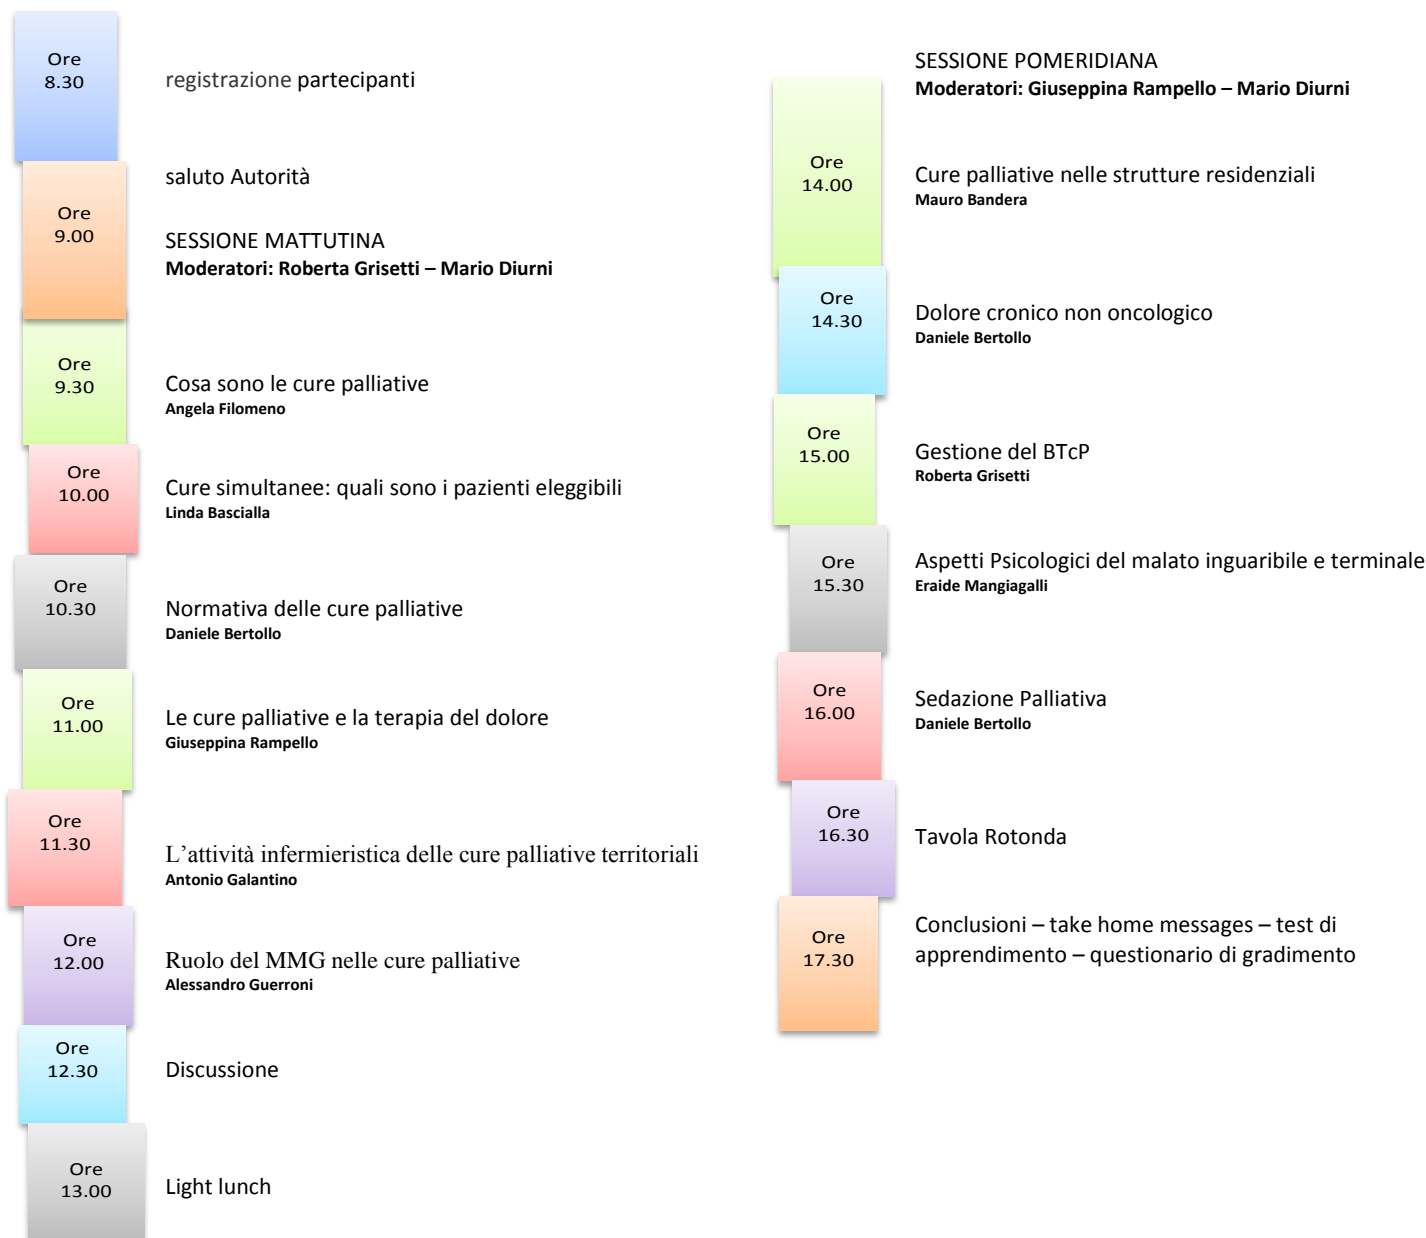 Ore
8.30
registrazione partecipanti
Ore
9.00
saluto Autorità
SESSIONE MATTUTINA
Moderatori: Roberta Grisetti – Mario Diurni
Ore
9.30
Cosa sono le cure palliative
Angela Filomeno
Ore
10.00
Cure simultanee: quali sono i pazienti eleggibili
Linda Bascialla
Ore
10.30
Normativa delle cure palliative
Daniele Bertollo
Ore
11.00
Le cure palliative e la terapia del dolore
Giuseppina Rampello
Ore
11.30
L’attività infermieristica delle cure palliative territoriali
Antonio Galantino
Ore
12.00
Ruolo del MMG nelle cure palliative
Alessandro Guerroni
Ore
12.30
Discussione
Ore
13.00
Light lunch
SESSIONE POMERIDIANA
Moderatori: Giuseppina Rampello – Mario Diurni
Ore
14.00
Cure palliative nelle strutture residenziali
Mauro Bandera
Ore
14.30
Dolore cronico non oncologico
Daniele Bertollo
Ore
15.00
Gestione del BTcP
Roberta Grisetti
Ore
15.30
Aspetti Psicologici del malato inguaribile e terminale
Eraide Mangiagalli
Ore
16.00
Sedazione Palliativa
Daniele Bertollo
Ore
16.30
Tavola Rotonda
Ore
17.30
Conclusioni – take home messages – test di
apprendimento – questionario di gradimento